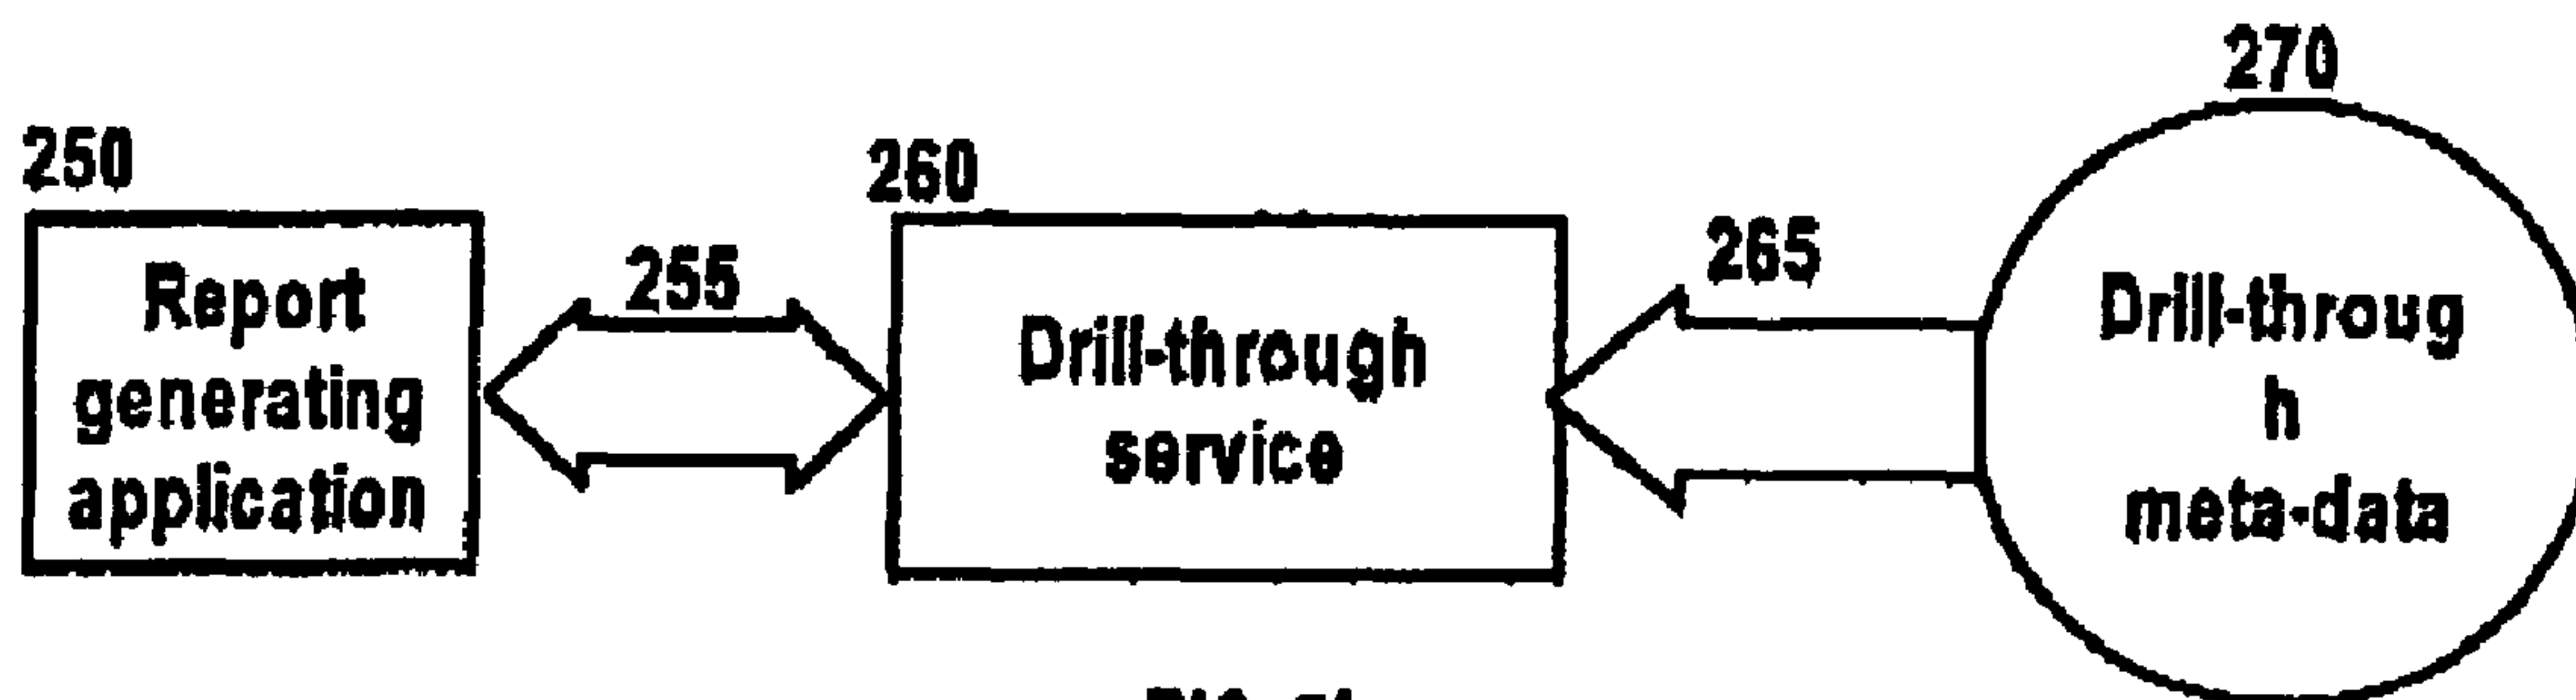 270
250
260
Report
generating
application
255
Drill-through
service
265
Drill-throug
h
meta-data